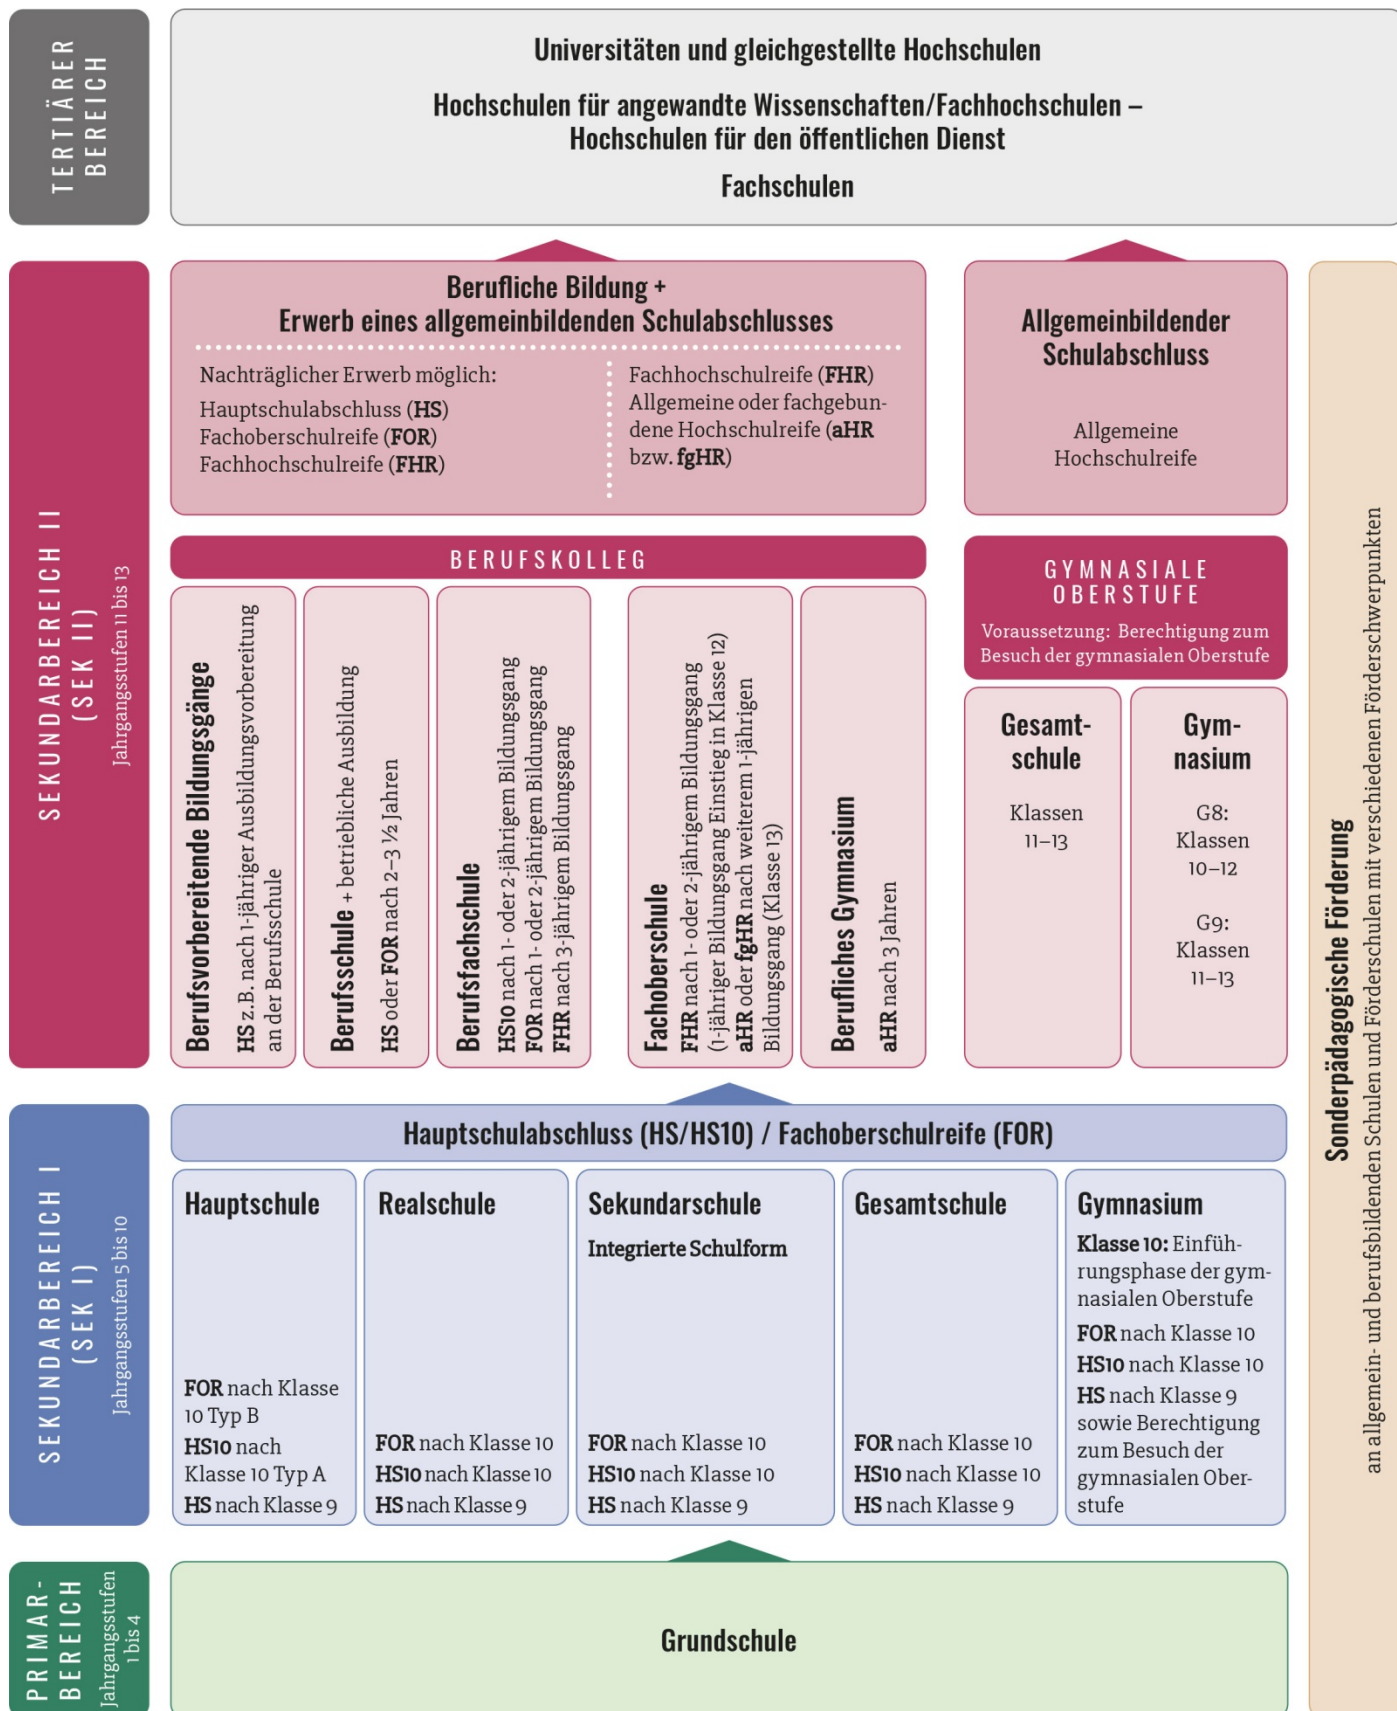 TERTIÄRER
BEREICH
Universitäten und gleichgestellte Hochschulen
Hochschulen für angewandte Wissenschaften/Fachhochschulen –
Hochschulen für den öffentlichen Dienst
Fachschulen
SEKUNDARBEREICH II
(SEK II)
Jahrgangsstufen 11 bis 13
Berufliche Bildung +
Erwerb eines allgemeinbildenden Schulabschlusses
Nachträglicher Erwerb möglich:
Hauptschulabschluss (HS)
Fachoberschulreife (FOR)
Fachhochschulreife (FHR)
Fachhochschulreife (FHR)
Allgemeine oder fachgebun-
dene Hochschulreife (aHR
bzw. fgHR)
Allgemeinbildender
Schulabschluss
Allgemeine
Hochschulreife
BERUFSKOLLEG
Berufsvorbereitende Bildungsgänge
HS z.B. nach 1-jähriger Ausbildungsvorbereitung
an der Berufsschule
Berufsschule + betriebliche Ausbildung
HS oder FOR nach 2–3 ½ Jahren
Berufsfachschule
HS10 nach 1- oder 2-jährigem Bildungsgang
FOR nach 1- oder 2-jährigem Bildungsgang
FHR nach 3-jährigem Bildungsgang
Fachoberschule
FHR nach 1- oder 2-jährigem Bildungsgang
(1-jähriger Bildungsgang Einstieg in Klasse 12)
aHR oder fgHR nach weiterem 1-jährigen
Bildungsgang (Klasse 13)
Berufliches Gymnasium
aHR nach 3 Jahren
GYMNASIALE
OBERSTUFE
Voraussetzung: Berechtigung zum
Besuch der gymnasialen Oberstufe
Gesamt-
schule
Klassen
11–13
Gym-
nasium
G8:
Klassen
10–12
G9:
Klassen
11–13
SEKUNDARBEREICH I
(SEK I)
Jahrgangsstufen 5 bis 10
Hauptschulabschluss (HS/HS10) / Fachoberschulreife (FOR)
Hauptschule
FOR nach Klasse
10 Typ B
HS10 nach
Klasse 10 Typ A
HS nach Klasse 9
Realschule
FOR nach Klasse 10
HS10 nach Klasse 10
HS nach Klasse 9
Sekundarschule
Integrierte Schulform
FOR nach Klasse 10
HS10 nach Klasse 10
HS nach Klasse 9
Gesamtschule
FOR nach Klasse 10
HS10 nach Klasse 10
HS nach Klasse 9
Gymnasium
Klasse 10: Einfüh-
rungsphase der gym-
nasialen Oberstufe
FOR nach Klasse 10
HS10 nach Klasse 10
HS nach Klasse 9
sowie Berechtigung
zum Besuch der
gymnasialen Ober-
stufe
PRIMAR-
BEREICH
Jahrgangsstufen
1 bis 4
Grundschule
Sonderpädagogische Förderung
an allgemein- und berufsbildenden Schulen und Förderschulen mit verschiedenen Förderschwerpunkten